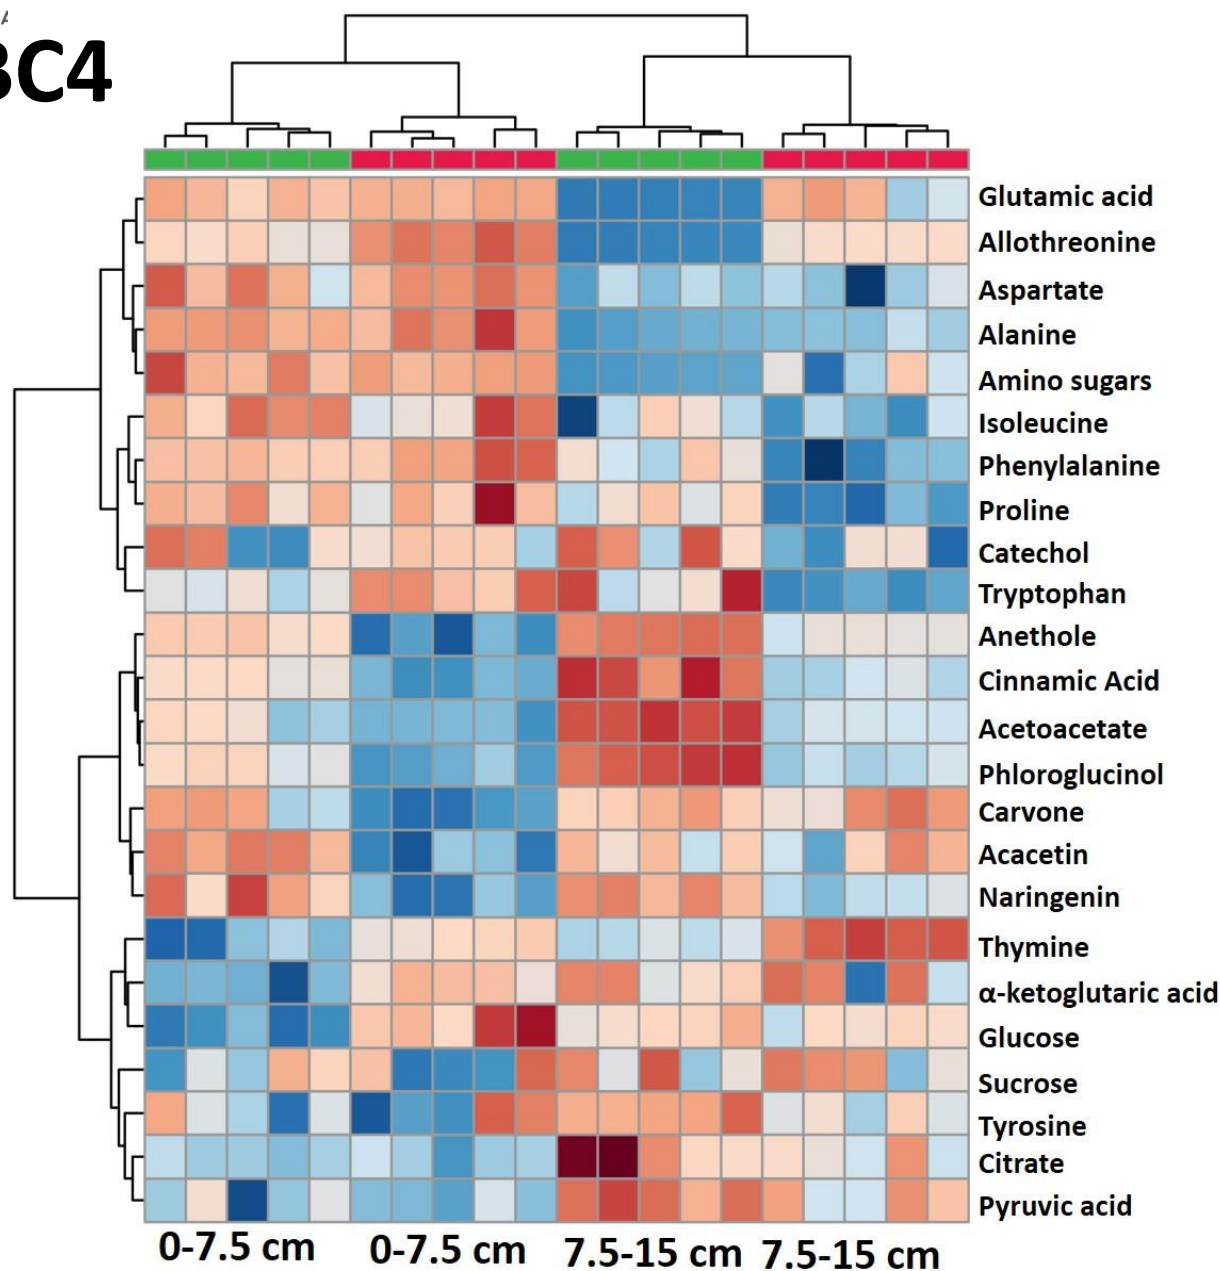 BC4
Glutamic acid
Allothreonine
Aspartate
Alanine
Amino sugars
Isoleucine
Phenylalanine
Proline
Catechol
Tryptophan
Anethole
Cinnamic Acid
Acetoacetate
Phloroglucinol
Carvone
Acacetin
Naringenin
Thymine
α-ketoglutaric acid
Glucose
Sucrose
Tyrosine
Citrate
Pyruvic acid
0-7.5 cm 0-7.5 cm 7.5-15 cm 7.5-15 cm